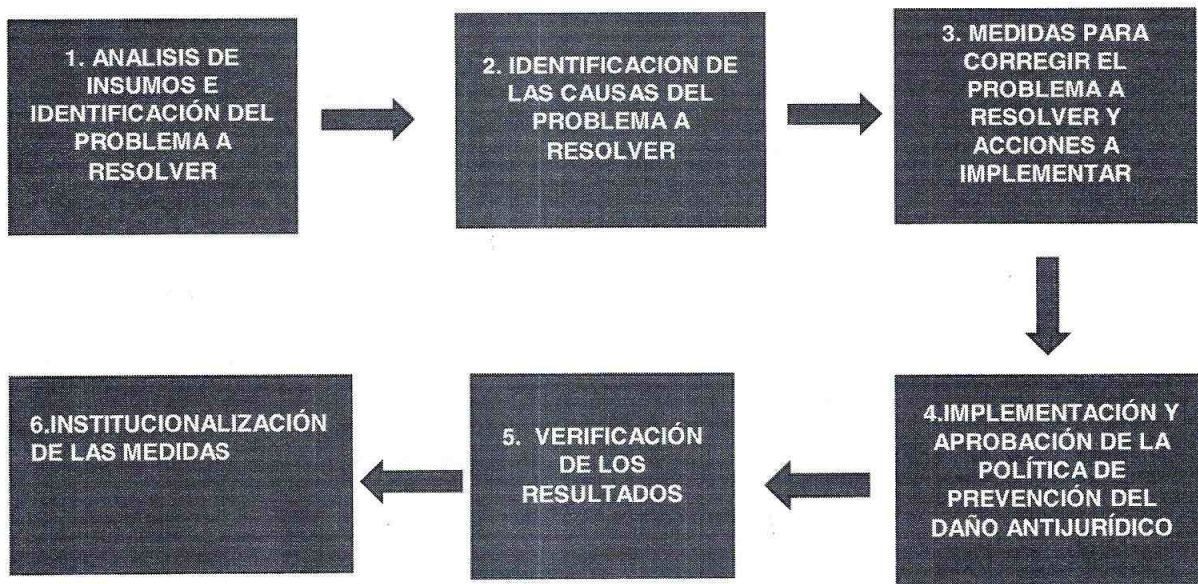 1. ANALISIS DE
INSUMOS E
IDENTIFICACIÓN DEL
PROBLEMA A
RESOLVER
2. IDENTIFICACION DE
LAS CAUSAS DEL
PROBLEMA A
RESOLVER
3. MEDIDAS PARA
CORREGIR EL
PROBLEMA A
RESOLVER Y
ACCIONES A
IMPLEMENTAR
4.IMPLEMENTACIÓN Y
APROBACIÓN DE LA
POLÍTICA DE
PREVENCIÓN DEL
DAÑO ANTIJURÍDICO
5. VERIFICACIÓN
DE LOS
RESULTADOS
6.INSTITUCIONALIZACIÓN
DE LAS MEDIDAS